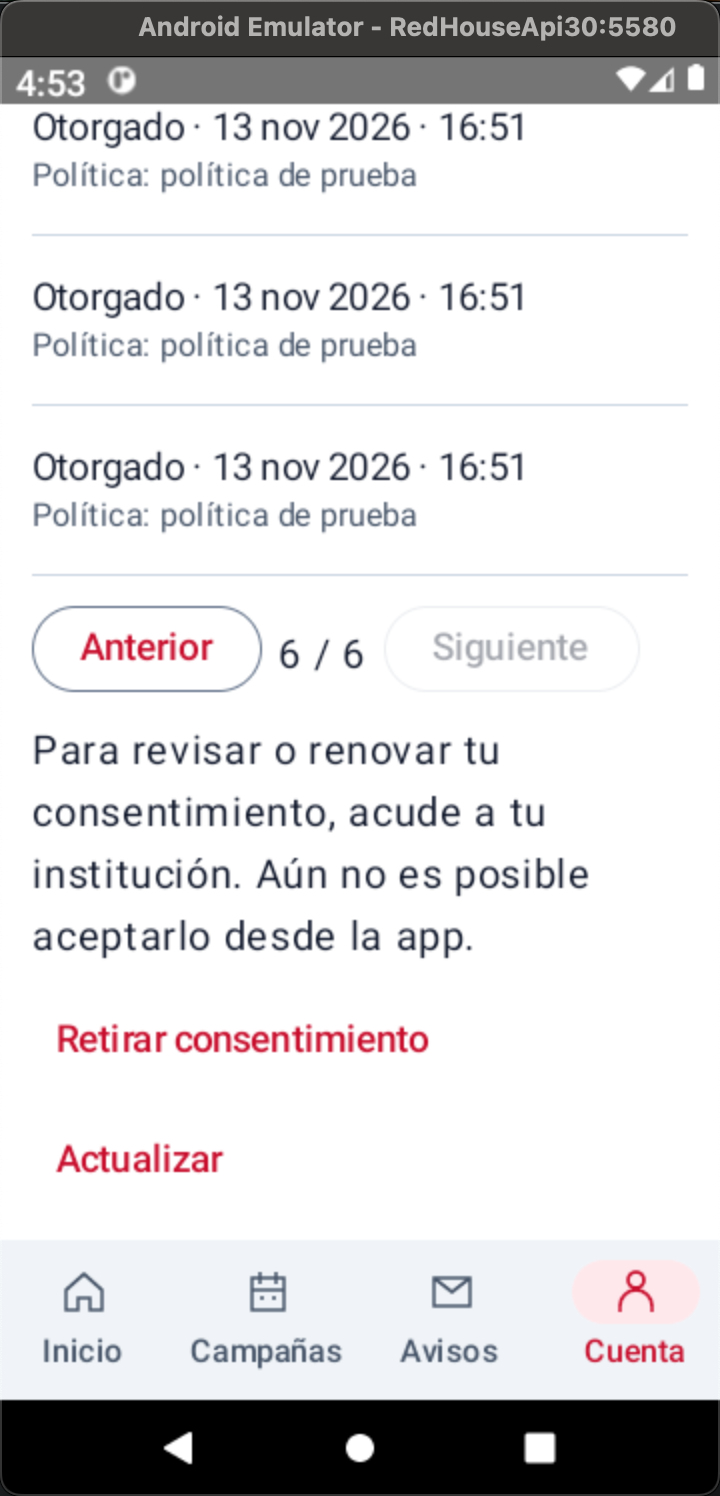 Android Emulator - RedHouseApi30:5580
4:53
Otorgado · 13 nov 2026 · 16:51
Política: política de prueba
Otorgado · 13 nov 2026 · 16:51
Política: política de prueba
Otorgado · 13 nov 2026 · 16:51
Política: política de prueba
Anterior 6 / 6 Siguiente
Para revisar o renovar tu
consentimiento, acude a tu
institución. Aún no es posible
aceptarlo desde la app.
Retirar consentimiento
Actualizar
Inicio Campañas Avisos Cuenta